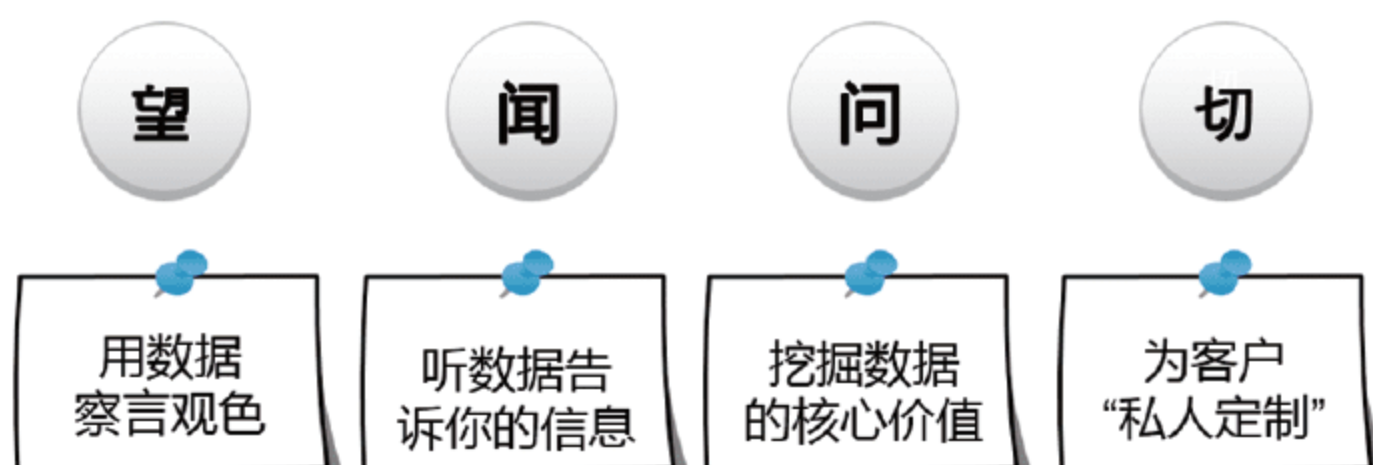 望
闻
问
切
用数据
察言观色
听数据告
诉你的信息
挖掘数据
的核心价值
为客户
“私人定制”